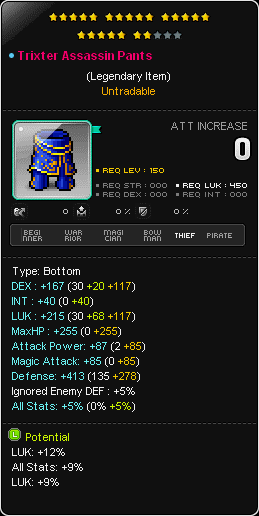 Trixter Assassin Pants
(Legendary Item)
Untradable
ATT INCREASE
0
REQ LEV : 150
REQ STR : 000
REQ LUK : 450
REQ DEX : 000
REQ INT : 000
0 0 % 0 %
BEGINNER WARRIOR MAGICIAN BOWMAN THIEF PIRATE
Type: Bottom
DEX : +167 (30 +20 +117)
INT : +40 (0 +40)
LUK : +215 (30 +68 +117)
MaxHP : +255 (0 +255)
Attack Power: +87 (2 +85)
Magic Attack: +85 (0 +85)
Defense: +413 (135 +278)
Ignored Enemy DEF : +5%
All Stats: +5% (0% +5%)
L Potential
LUK: +12%
All Stats: +9%
LUK: +9%